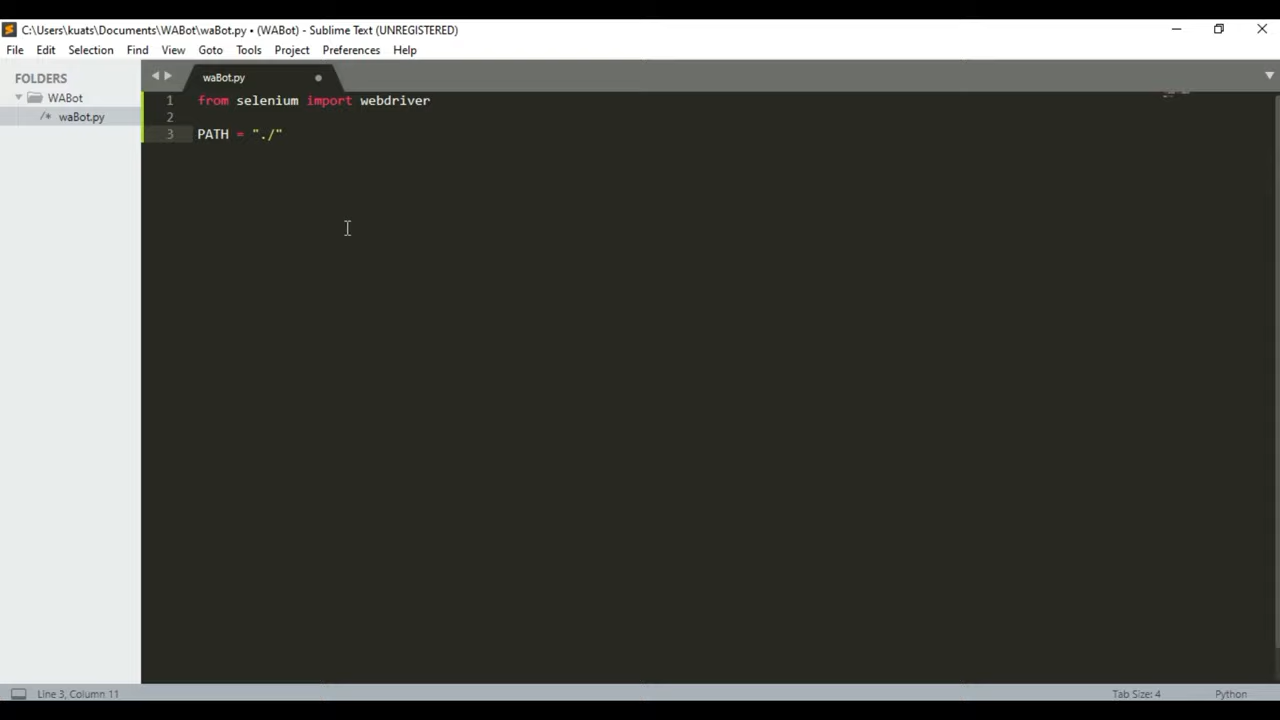 C:\Users\kuats\Documents\WABot\waBot.py • (WABot) - Sublime Text (UNREGISTERED)
File Edit Selection Find View Goto Tools Project Preferences Help
FOLDERS
WABot
/* waBot.py
waBot.py
1 from selenium import webdriver
2
3 PATH = "./"
Line 3, Column 11
Tab Size: 4
Python